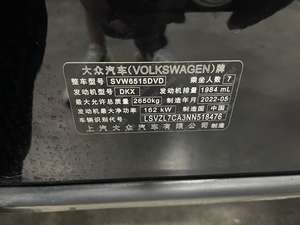 大众汽车(VOLKSWAGEN)牌
整车型号 SVW6515DVD 乘坐人数 7
发动机型号 DKX 发动机排量 1984 mL
最大允许总质量 2650kg 制造年月 2022-05
发动机最大净功率 162 kW 制造国 中国
车辆识别代号 LSVZL7CA3NN518476
上汽大众汽车有限公司制造